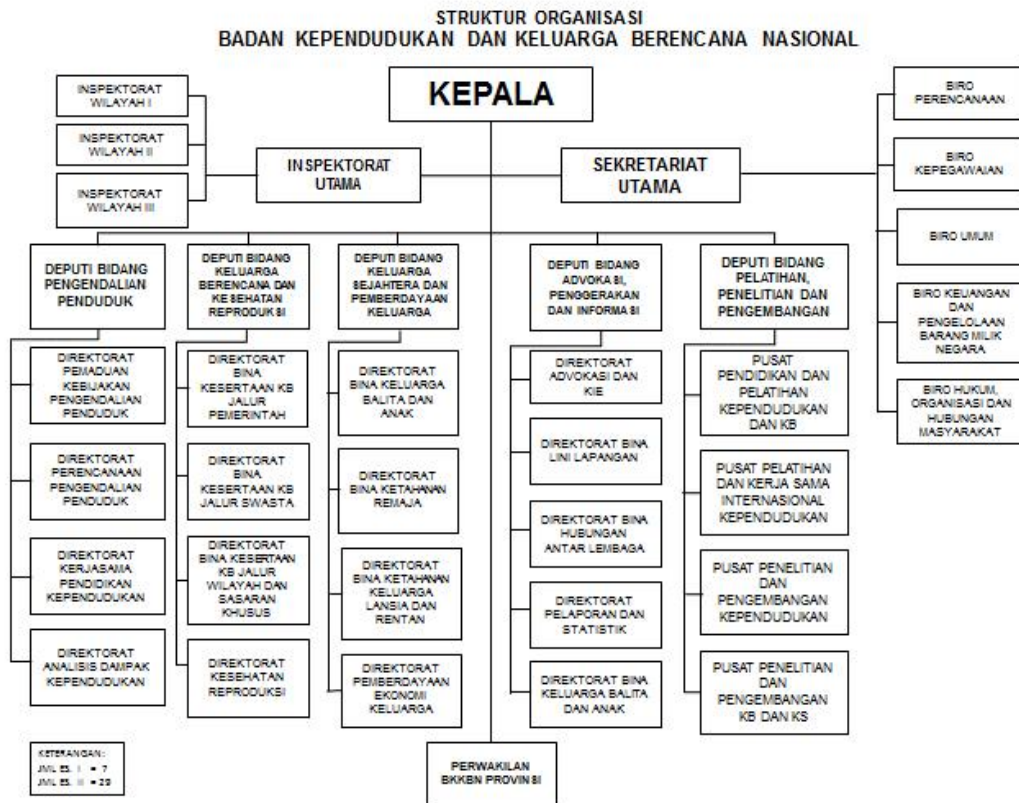 STRUKTUR ORGANISASI
BADAN KEPENDUDUKAN DAN KELUARGA BERENCANA NASIONAL
KEPALA
INSPEKTORAT
WILAYAH I
INSPEKTORAT
WILAYAH II
INSPEKTORAT
WILAYAH III
INSPEKTORAT
UTAMA
SEKRETARIAT
UTAMA
BIRO
PERENCANAAN
BIRO
KEPEGAWAIAN
BIRO UMUM
BIRO KEUANGAN
DAN
PENGELOLAAN
BARANG MILIK
NEGARA
BIRO HUKUM,
ORGANISASI DAN
HUBUNGAN
MASYARAKAT
DEPUTI BIDANG
PENGENDALIAN
PENDUDUK
DIREKTORAT
PEMADUAN
KEBIJAKAN
PENGENDALIAN
PENDUDUK
DIREKTORAT
PERENCANAAN
PENGENDALIAN
PENDUDUK
DIREKTORAT
KERJASAMA
PENDIDIKAN
KEPENDUDUKAN
DIREKTORAT
ANALISIS DAMPAK
KEPENDUDUKAN
DEPUTI BIDANG
KELUARGA
BERENCANA DAN
KESEHATAN
REPRODUKSI
DIREKTORAT
BINA
KESERTAAN KB
JALUR
PEMERINTAH
DIREKTORAT
BINA
KESERTAAN KB
JALUR SWASTA
DIREKTORAT
BINA KESERTAAN
KB JALUR
WILAYAH DAN
SASARAN
KHUSUS
DIREKTORAT
KESEHATAN
REPRODUKSI
DEPUTI BIDANG
KELUARGA
SEJAHTERA DAN
PEMBERDAYAAN
KELUARGA
DIREKTORAT
BINA KELUARGA
BALITA DAN
ANAK
DIREKTORAT
BINA KETAHANAN
REMAJA
DIREKTORAT
BINA KETAHANAN
KELUARGA
LANSIA DAN
RENTAN
DIREKTORAT
PEMBERDAYAAN
EKONOMI
KELUARGA
DEPUTI BIDANG
ADVOKASI,
PENGGERAKAN
DAN INFORMASI
DIREKTORAT
ADVOKASI DAN
KIE
DIREKTORAT BINA
LINI LAPANGAN
DIREKTORAT BINA
HUBUNGAN
ANTAR LEMBAGA
DIREKTORAT
PELAPORAN DAN
STATISTIK
DIREKTORAT BINA
KELUARGA BALITA
DAN ANAK
DEPUTI BIDANG
PELATIHAN,
PENELITIAN DAN
PENGEMBANGAN
PUSAT
PENDIDIKAN DAN
PELATIHAN
KEPENDUDUKAN
DAN KB
PUSAT PELATIHAN
DAN KERJA SAMA
INTERNASIONAL
KEPENDUDUKAN
PUSAT PENELITIAN
DAN
PENGEMBANGAN
KEPENDUDUKAN
PUSAT PENELITIAN
DAN
PENGEMBANGAN
KB DAN KS
PERWAKILAN
BKKBN PROVINSI
KETERANGAN:
JML ES. I = 7
JML ES. II = 29